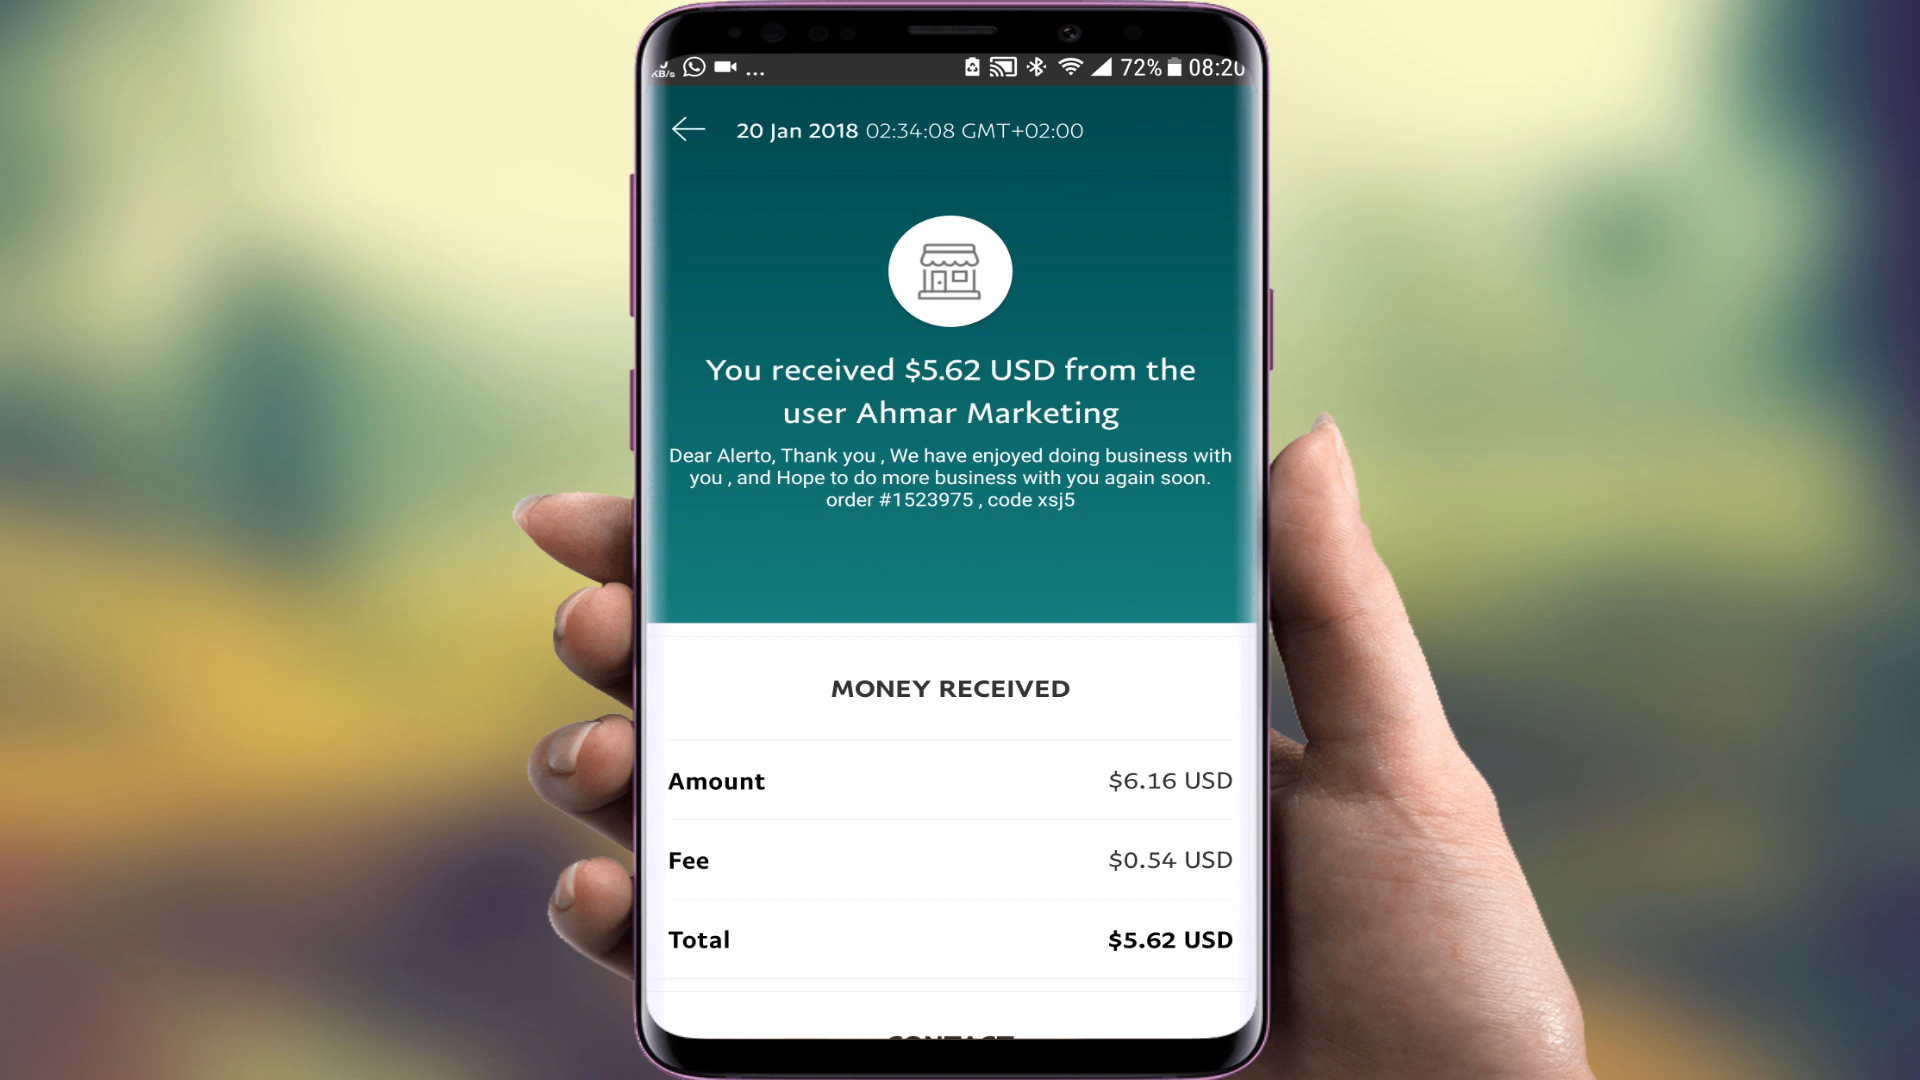 KB/s ... 72% 08:20
20 Jan 2018 02:34:08 GMT+02:00
You received $5.62 USD from the
user Ahmar Marketing
Dear Alerto, Thank you , We have enjoyed doing business with
you , and Hope to do more business with you again soon.
order #1523975 , code xsj5
MONEY RECEIVED
Amount $6.16 USD
Fee $0.54 USD
Total $5.62 USD
CONTACT